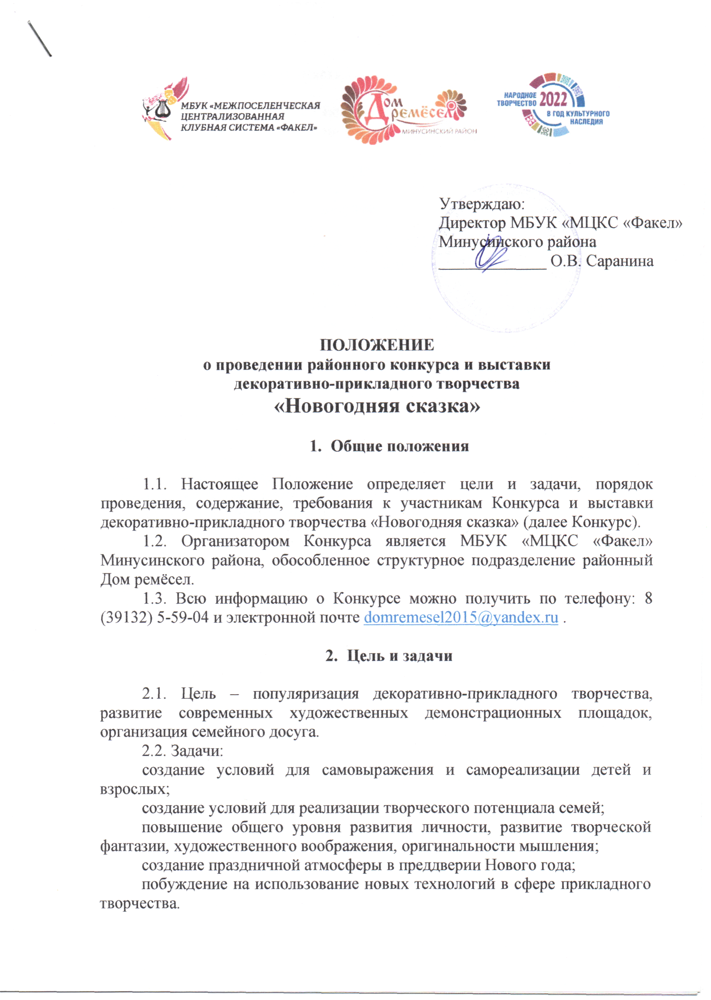 МБУК «МЕЖПОСЕЛЕНЧЕСКАЯ
ЦЕНТРАЛИЗОВАННАЯ
КЛУБНАЯ СИСТЕМА «ФАКЕЛ»
Дом
ремёсел
МИНУСИНСКИЙ РАЙОН
НАРОДНОЕ
ТВОРЧЕСТВО 2022
В ГОД КУЛЬТУРНОГО
НАСЛЕДИЯ
Утверждаю:
Директор МБУК «МЦКС «Факел»
Минусинского района
_____________ О.В. Саранина
ПОЛОЖЕНИЕ
о проведении районного конкурса и выставки
декоративно-прикладного творчества
«Новогодняя сказка»
1. Общие положения
1.1. Настоящее Положение определяет цели и задачи, порядок
проведения, содержание, требования к участникам Конкурса и выставки
декоративно-прикладного творчества «Новогодняя сказка» (далее Конкурс).
1.2. Организатором Конкурса является МБУК «МЦКС «Факел»
Минусинского района, обособленное структурное подразделение районный
Дом ремёсел.
1.3. Всю информацию о Конкурсе можно получить по телефону: 8
(39132) 5-59-04 и электронной почте domremesel2015@yandex.ru .
2. Цель и задачи
2.1. Цель – популяризация декоративно-прикладного творчества,
развитие современных художественных демонстрационных площадок,
организация семейного досуга.
2.2. Задачи:
создание условий для самовыражения и самореализации детей и
взрослых;
создание условий для реализации творческого потенциала семей;
повышение общего уровня развития личности, развитие творческой
фантазии, художественного воображения, оригинальности мышления;
создание праздничной атмосферы в преддверии Нового года;
побуждение на использование новых технологий в сфере прикладного
творчества.